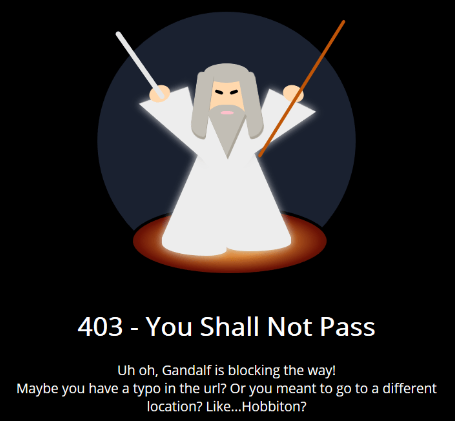 403 - You Shall Not Pass
Uh oh, Gandalf is blocking the way!
Maybe you have a typo in the url? Or you meant to go to a different
location? Like...Hobbiton?